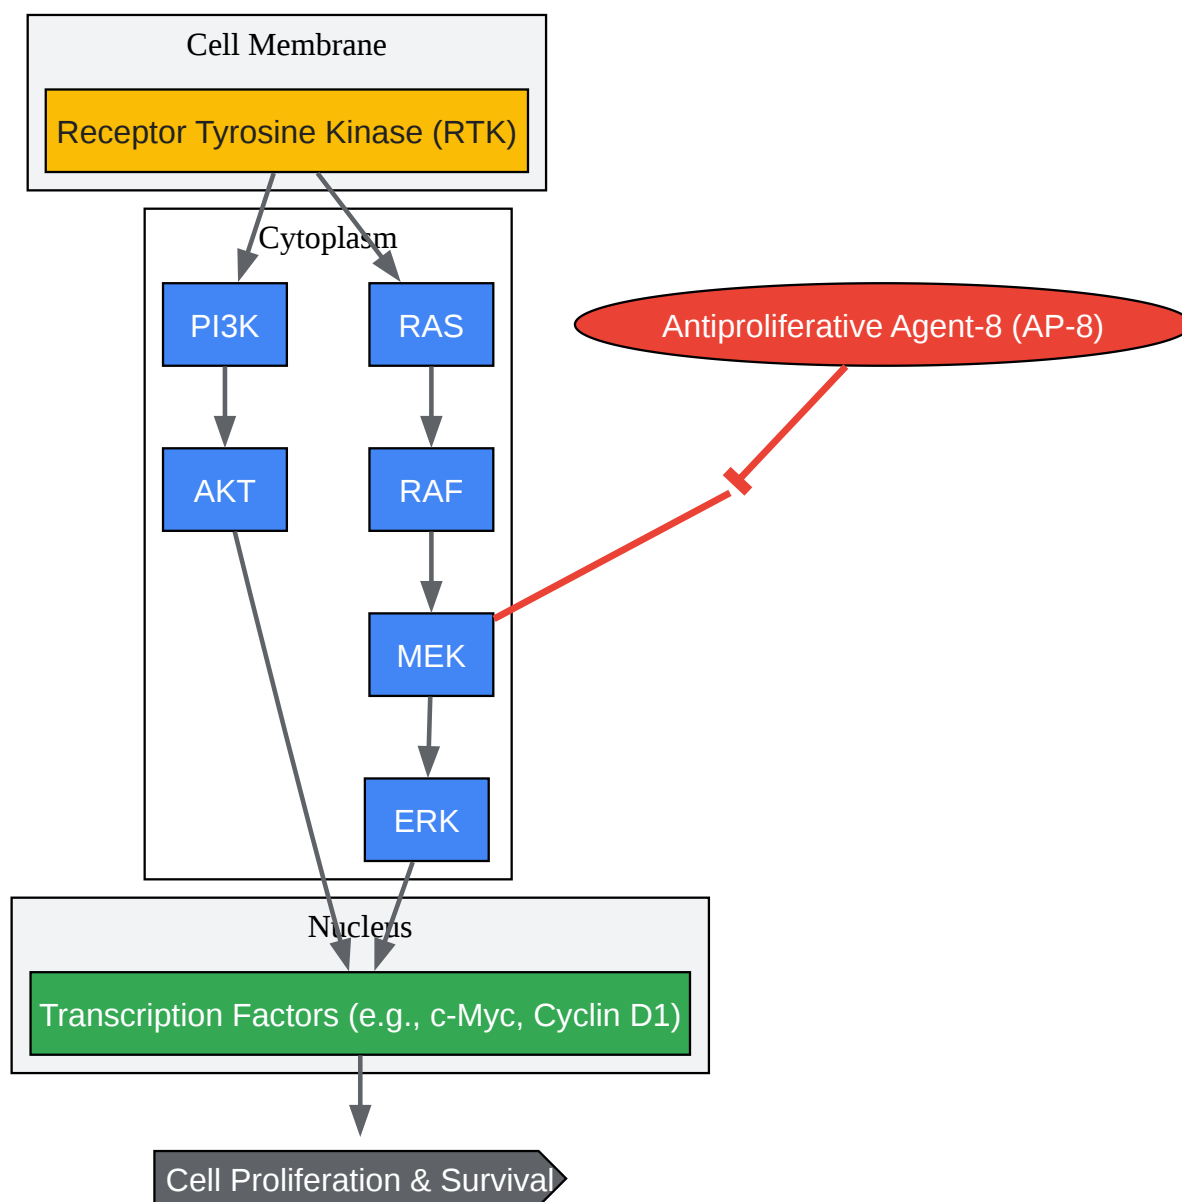 Cell Membrane
Receptor Tyrosine Kinase (RTK)
Cytoplasm
PI3K
RAS
Antiproliferative Agent-8 (AP-8)
AKT
RAF
MEK
ERK
Nucleus
Transcription Factors (e.g., c-Myc, Cyclin D1)
Cell Proliferation & Survival